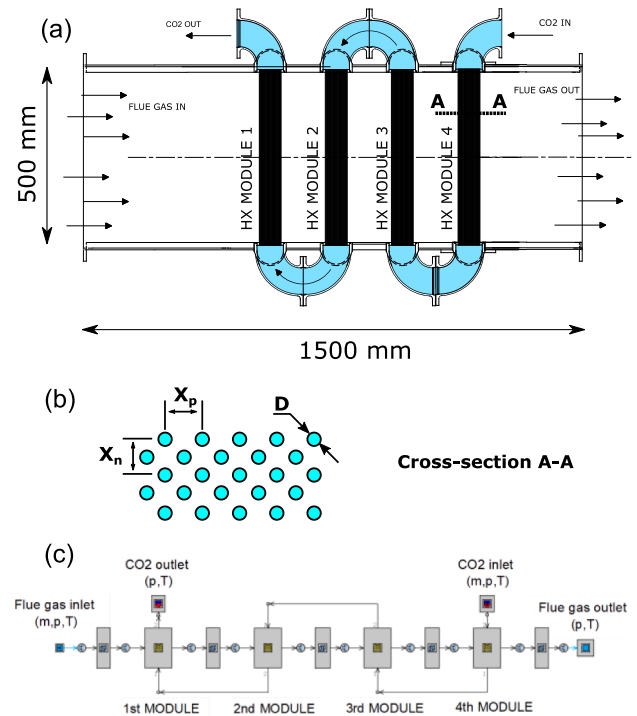 (a)
CO2 OUT
CO2 IN
FLUE GAS IN
FLUE GAS OUT
A A
500 mm
HX MODULE 1
HX MODULE 2
HX MODULE 3
HX MODULE 4
1500 mm
(b)
Xp
D
Xn
Cross-section A-A
(c)
CO2 outlet
(p,T)
CO2 inlet
(m,p,T)
Flue gas inlet
(m,p,T)
Flue gas outlet
(p,T)
1st MODULE
2nd MODULE
3rd MODULE
4th MODULE